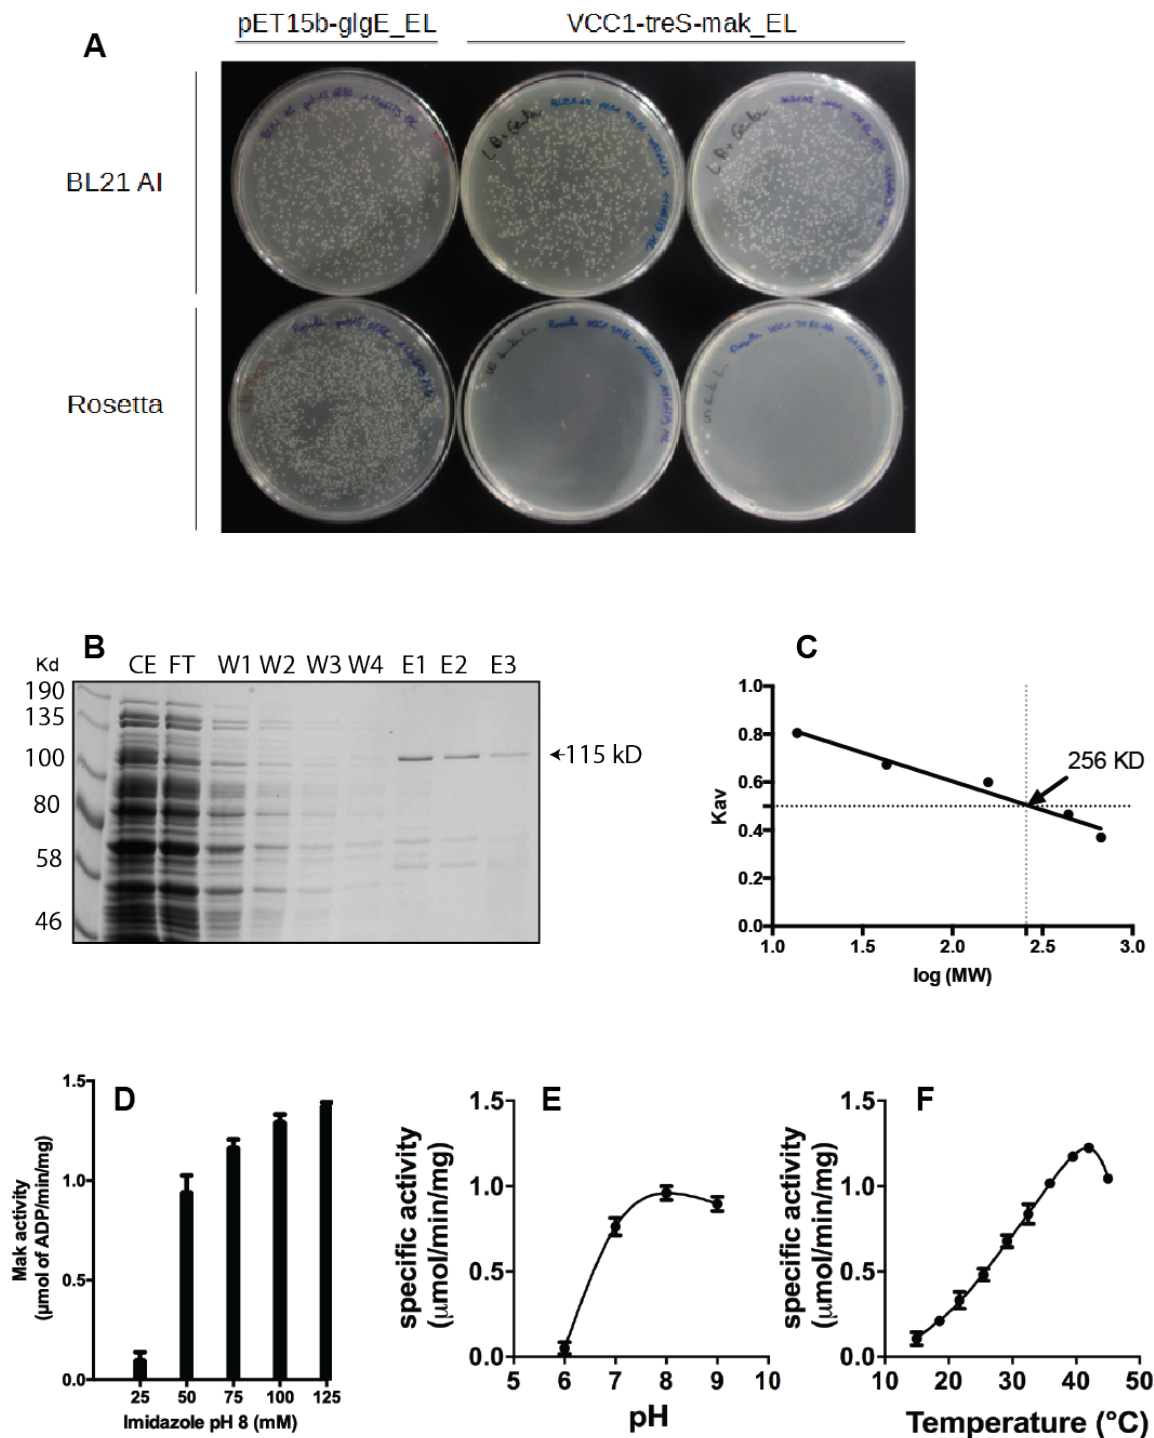 A
pET15b-glgE_EL
VCC1-treS-mak_EL
BL21 AI
Rosetta
B
Kd
CE FT W1 W2 W3 W4 E1 E2 E3
190
135
100
80
58
46
115 kD
C
Kav
1.0
0.8
0.6
0.4
0.2
0.0
256 KD
1.0 1.5 2.0 2.5 3.0
log (MW)
D
Mak activity
(µmol of ADP/min/mg)
1.5
1.0
0.5
0.0
25 50 75 100 125
Imidazole pH 8 (mM)
E
specific activity
(µmol/min/mg)
1.5
1.0
0.5
0.0
5 6 7 8 9 10
pH
F
specific activity
(µmol/min/mg)
1.5
1.0
0.5
0.0
10 20 30 40 50
Temperature (°C)